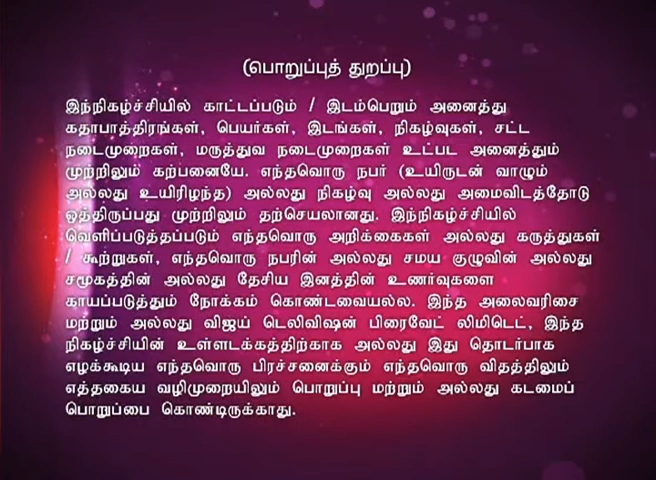 (பொறுப்புத் துறப்பு)
இந்நிகழ்ச்சியில் காட்டப்படும் / இடம்பெறும் அனைத்து
கதாபாத்திரங்கள், பெயர்கள், இடங்கள், நிகழ்வுகள், சட்ட
நடைமுறைகள், மருத்துவ நடைமுறைகள் உட்பட அனைத்தும்
முற்றிலும் கற்பனையே. எந்தவொரு நபர் (உயிருடன் வாழும்
அல்லது உயிரிழந்த) அல்லது நிகழ்வு அல்லது அமைவிடத்தோடு
ஒத்திருப்பது முற்றிலும் தற்செயலானது. இந்நிகழ்ச்சியில்
வெளிப்படுத்தப்படும் எந்தவொரு அறிக்கைகள் அல்லது கருத்துகள்
/ கூற்றுகள், எந்தவொரு நபரின் அல்லது சமய குழுவின் அல்லது
சமூகத்தின் அல்லது தேசிய இனத்தின் உணர்வுகளை
காயப்படுத்தும் நோக்கம் கொண்டவையல்ல. இந்த அலைவரிசை
மற்றும் அல்லது விஜய் டெலிவிஷன் பிரைவேட் லிமிடெட், இந்த
நிகழ்ச்சியின் உள்ளடக்கத்திற்காக அல்லது இது தொடர்பாக
எழக்கூடிய எந்தவொரு பிரச்சனைக்கும் எந்தவொரு விதத்திலும்
எத்தகைய வழிமுறையிலும் பொறுப்பு மற்றும் அல்லது கடமைப்
பொறுப்பை கொண்டிருக்காது.